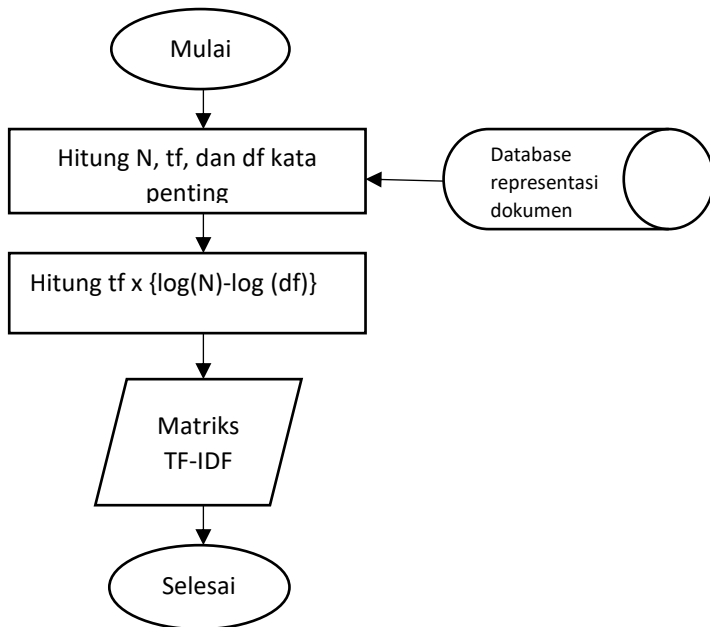 Mulai
Hitung N, tf, dan df kata
penting
Database
representasi
dokumen
Hitung tf x {log(N)-log (df)}
Matriks
TF-IDF
Selesai